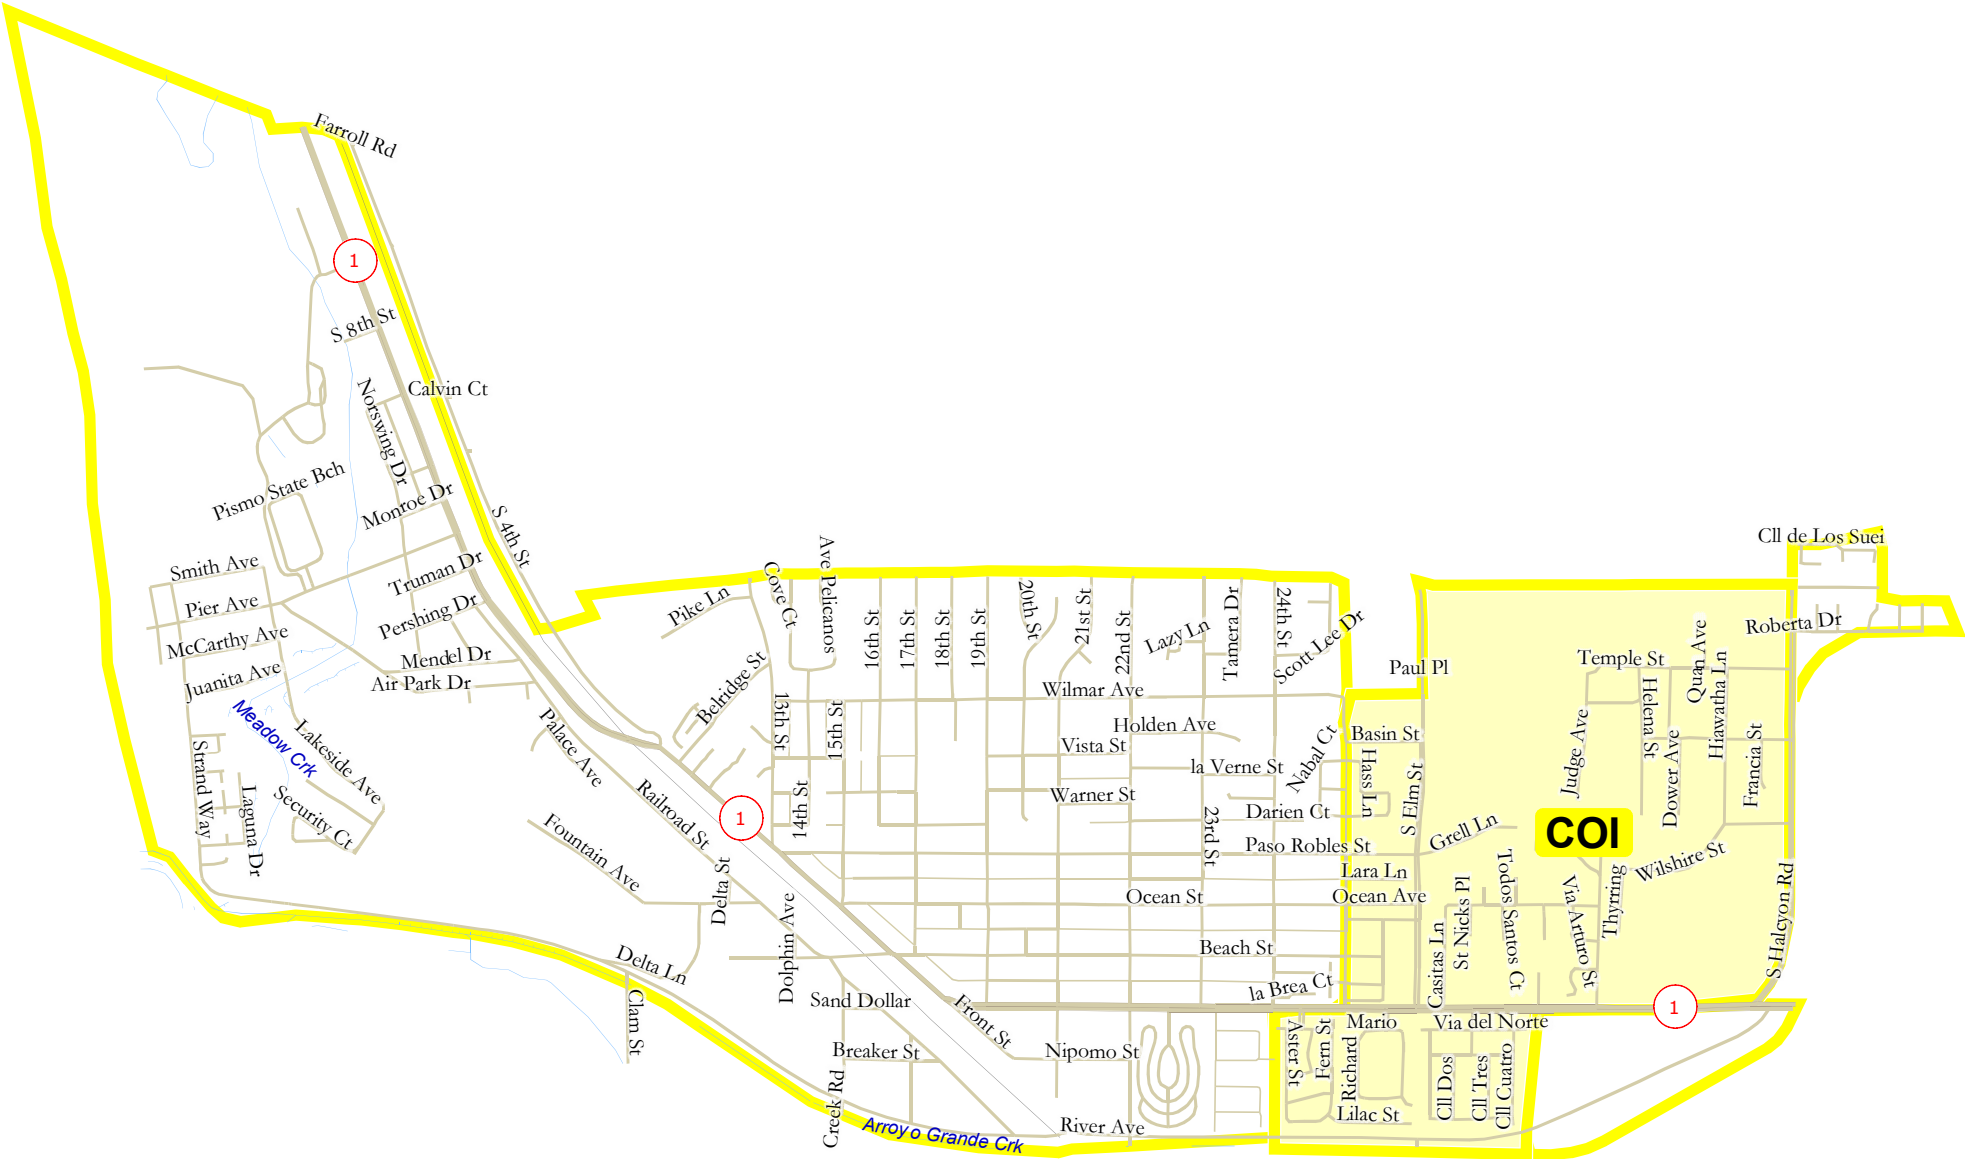 Farroll Rd
1
S 8th St
Calvin Ct
Norswing Dr
Pismo State Bch
Monroe Dr
S 4th St
Smith Ave
Truman Dr
Pier Ave
Pershing Dr
McCarthy Ave
Mendel Dr
Juanita Ave
Air Park Dr
Meadow Crk
Lakeside Ave
Strand Way
Laguna Dr
Security Ct
Palace Ave
Railroad St
Fountain Ave
Delta St
Delta Ln
Clam St
Pike Ln
Cove Ct
Ave Pelicanos
Belridge St
13th St
15th St
14th St
1
16th St
17th St
18th St
19th St
20th St
21st St
22nd St
Lazy Ln
Tamera Dr
24th St
Scott Lee Dr
Wilmar Ave
Holden Ave
Vista St
la Verne St
Nabal Ct
Warner St
Darien Ct
23rd St
Paso Robles St
Lara Ln
Ocean St
Ocean Ave
Beach St
la Brea Ct
Dolphin Ave
Sand Dollar
Front St
Breaker St
Nipomo St
Creek Rd
River Ave
Arroyo Grande Crk
Paul Pl
Basin St
Hass Ln
S Elm St
Grell Ln
COI
Cll de Los Suei
Roberta Dr
Temple St
Quan Ave
Helena St
Hiawatha Ln
Judge Ave
Dower Ave
Francia St
Wilshire St
Thyrring
Via Arturo St
Todos Santos Ct
St Nicks Pl
Casitas Ln
S Halcyon Rd
1
Aster St
Fern St
Mario
Richard
Via del Norte
Lilac St
Cll Dos
Cll Tres
Cll Cuatro